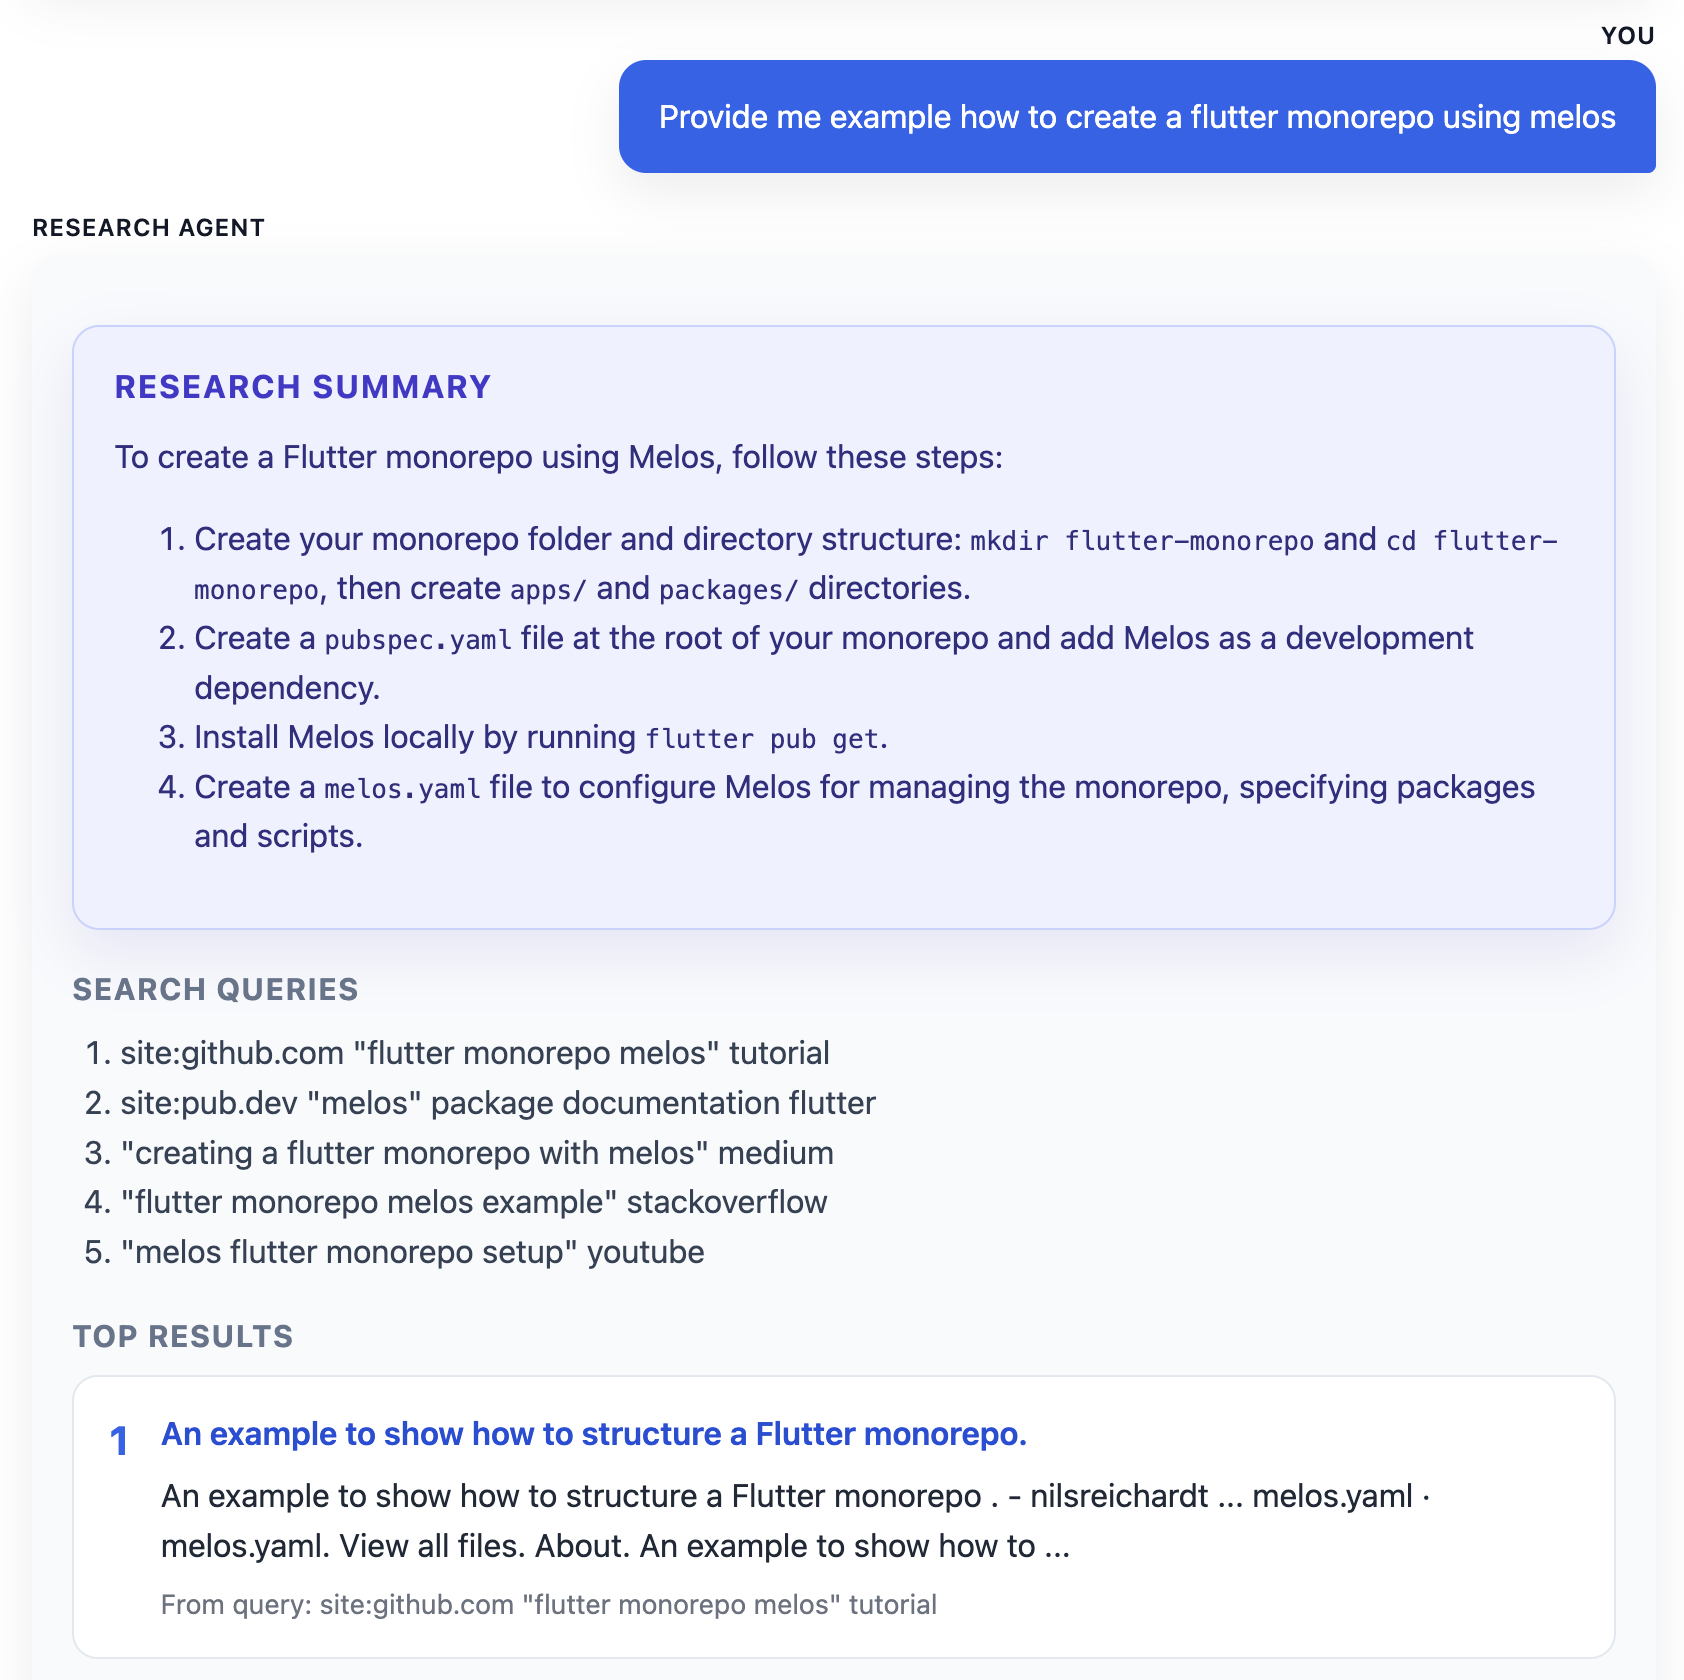 YOU
Provide me example how to create a flutter monorepo using melos
RESEARCH AGENT
RESEARCH SUMMARY
To create a Flutter monorepo using Melos, follow these steps:
1. Create your monorepo folder and directory structure: mkdir flutter-monorepo and cd flutter-
monorepo, then create apps/ and packages/ directories.
2. Create a pubspec.yaml file at the root of your monorepo and add Melos as a development
dependency.
3. Install Melos locally by running flutter pub get.
4. Create a melos.yaml file to configure Melos for managing the monorepo, specifying packages
and scripts.
SEARCH QUERIES
1. site:github.com "flutter monorepo melos" tutorial
2. site:pub.dev "melos" package documentation flutter
3. "creating a flutter monorepo with melos" medium
4. "flutter monorepo melos example" stackoverflow
5. "melos flutter monorepo setup" youtube
TOP RESULTS
1 An example to show how to structure a Flutter monorepo.
An example to show how to structure a Flutter monorepo . - nilsreichardt ... melos.yaml ·
melos.yaml. View all files. About. An example to show how to ...
From query: site:github.com "flutter monorepo melos" tutorial